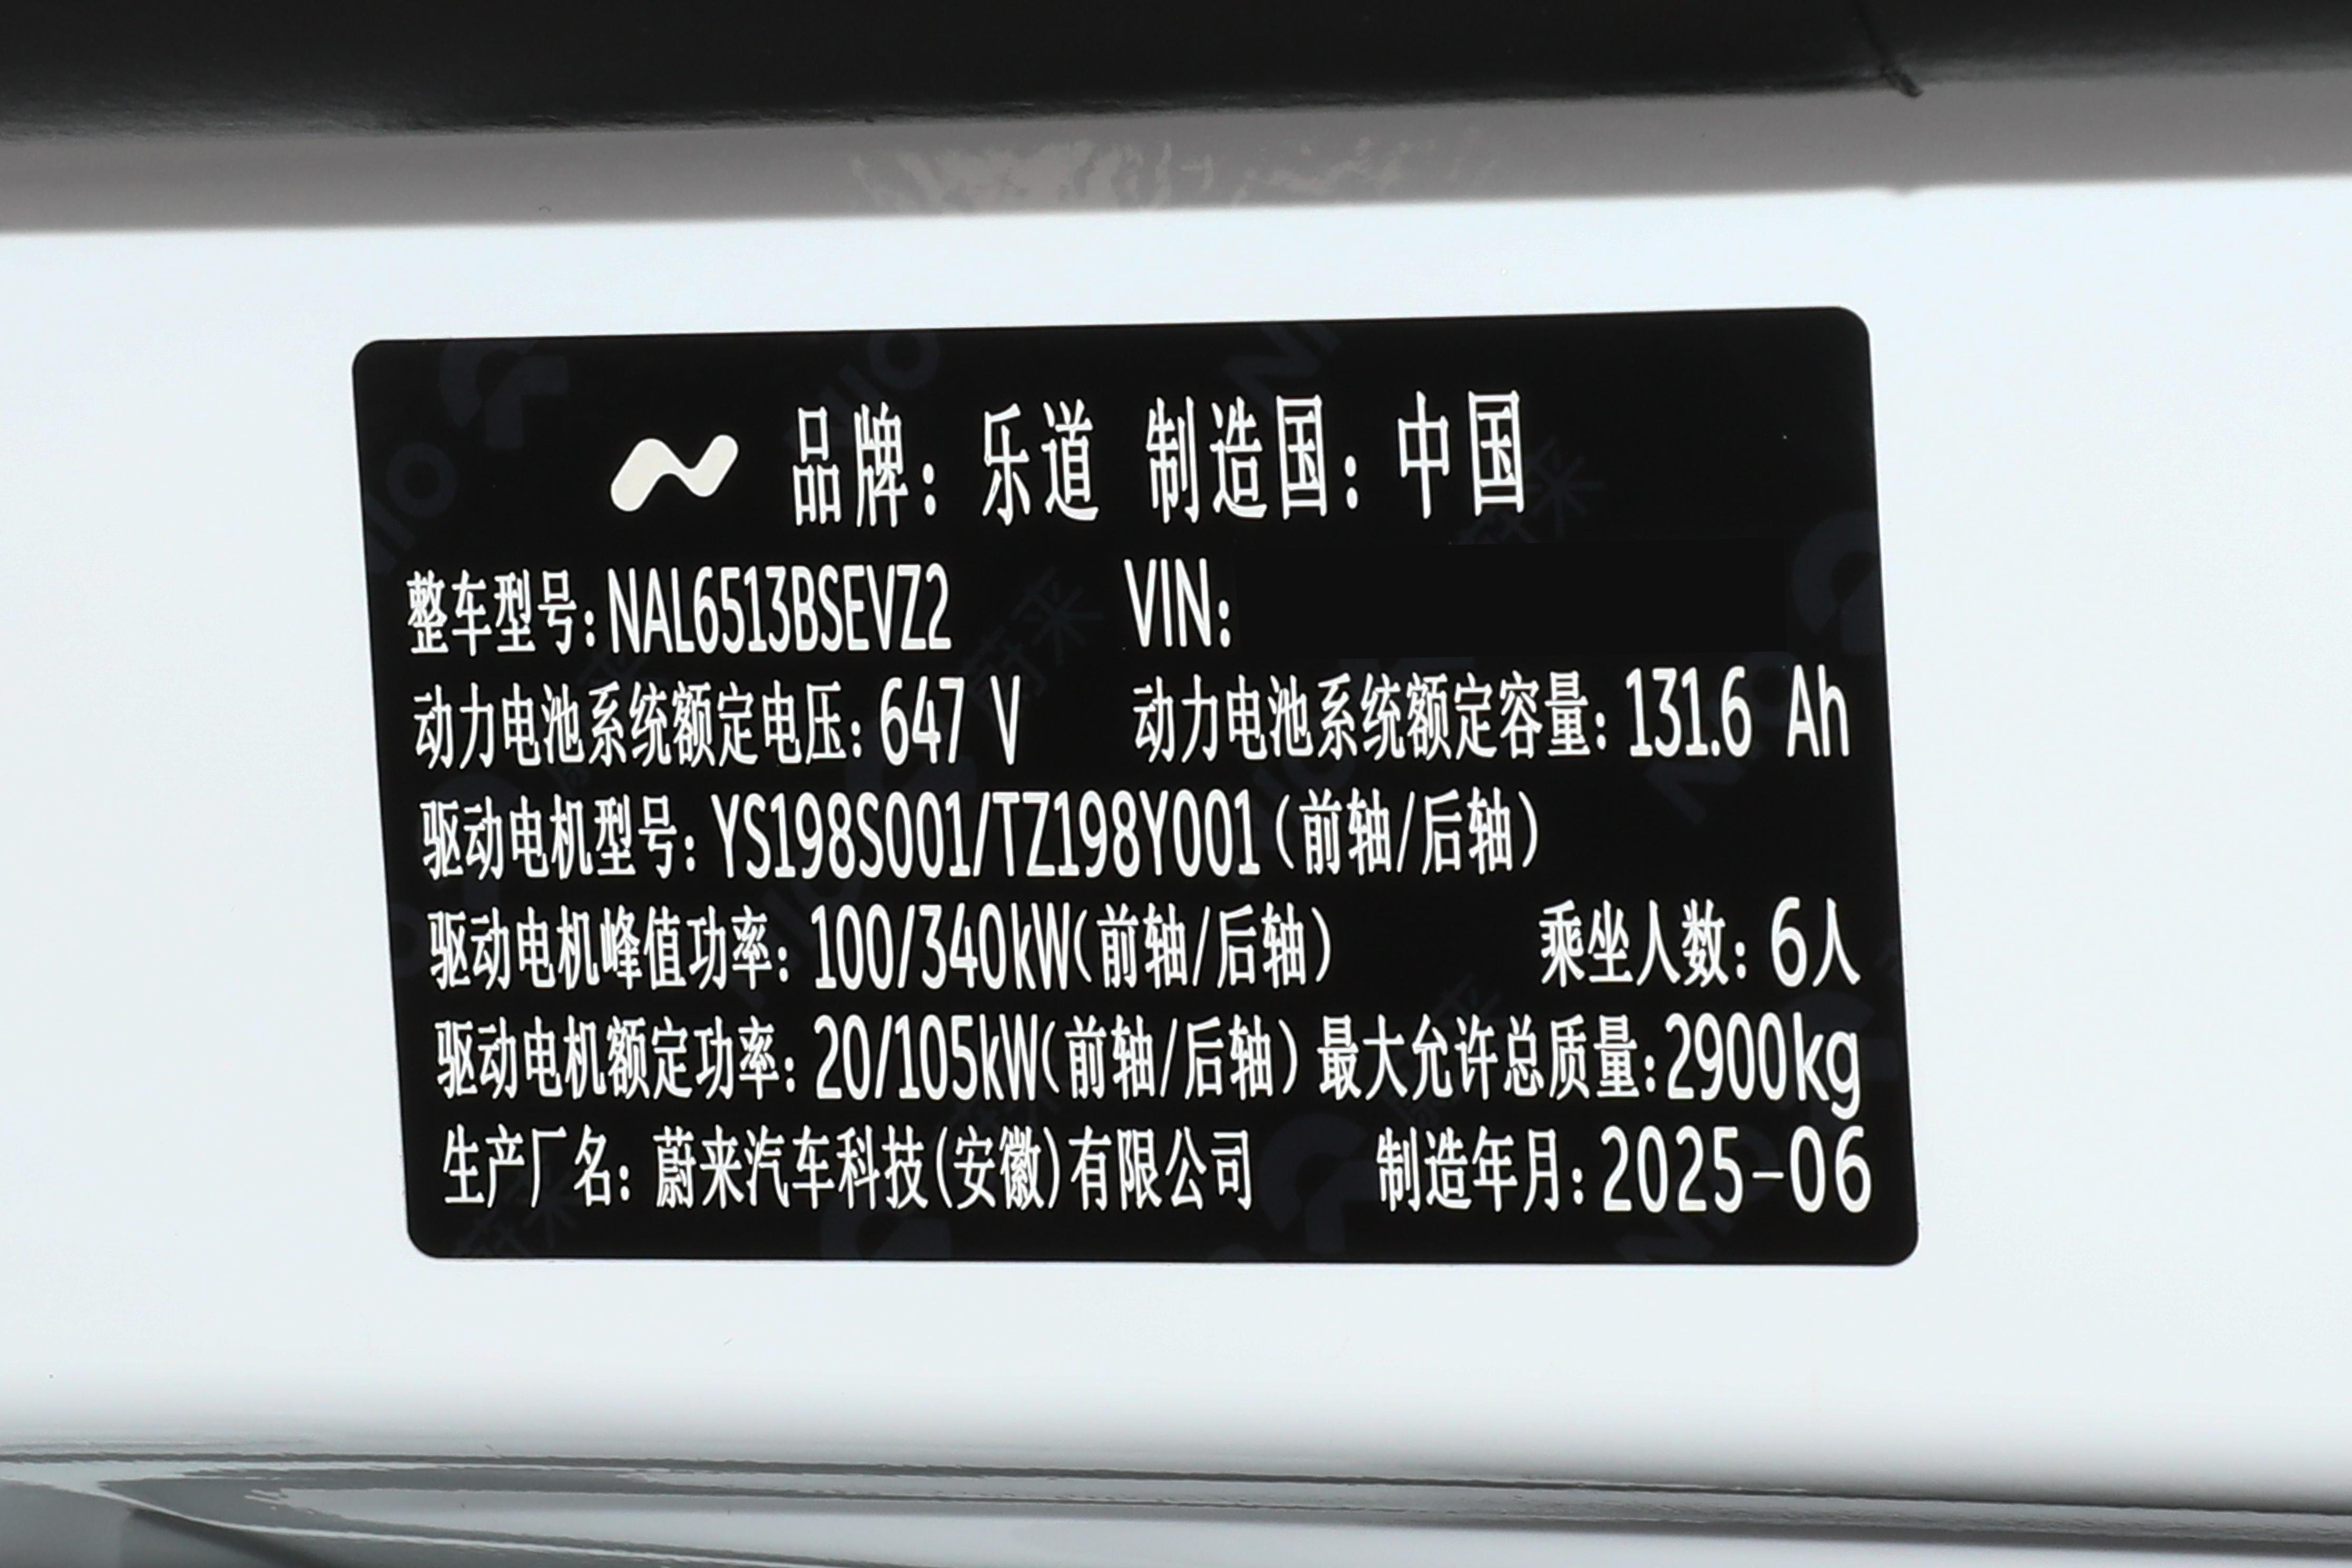 品牌：乐道 制造国：中国
整车型号：NAL6513BSEVZ2 VIN：
动力电池系统额定电压：647 V 动力电池系统额定容量：131.6 Ah
驱动电机型号：YS198S001/TZ198Y001（前轴/后轴）
驱动电机峰值功率：100/340kW（前轴/后轴） 乘坐人数：6人
驱动电机额定功率：20/105kW（前轴/后轴） 最大允许总质量：2900kg
生产厂名：蔚来汽车科技(安徽)有限公司 制造年月：2025-06